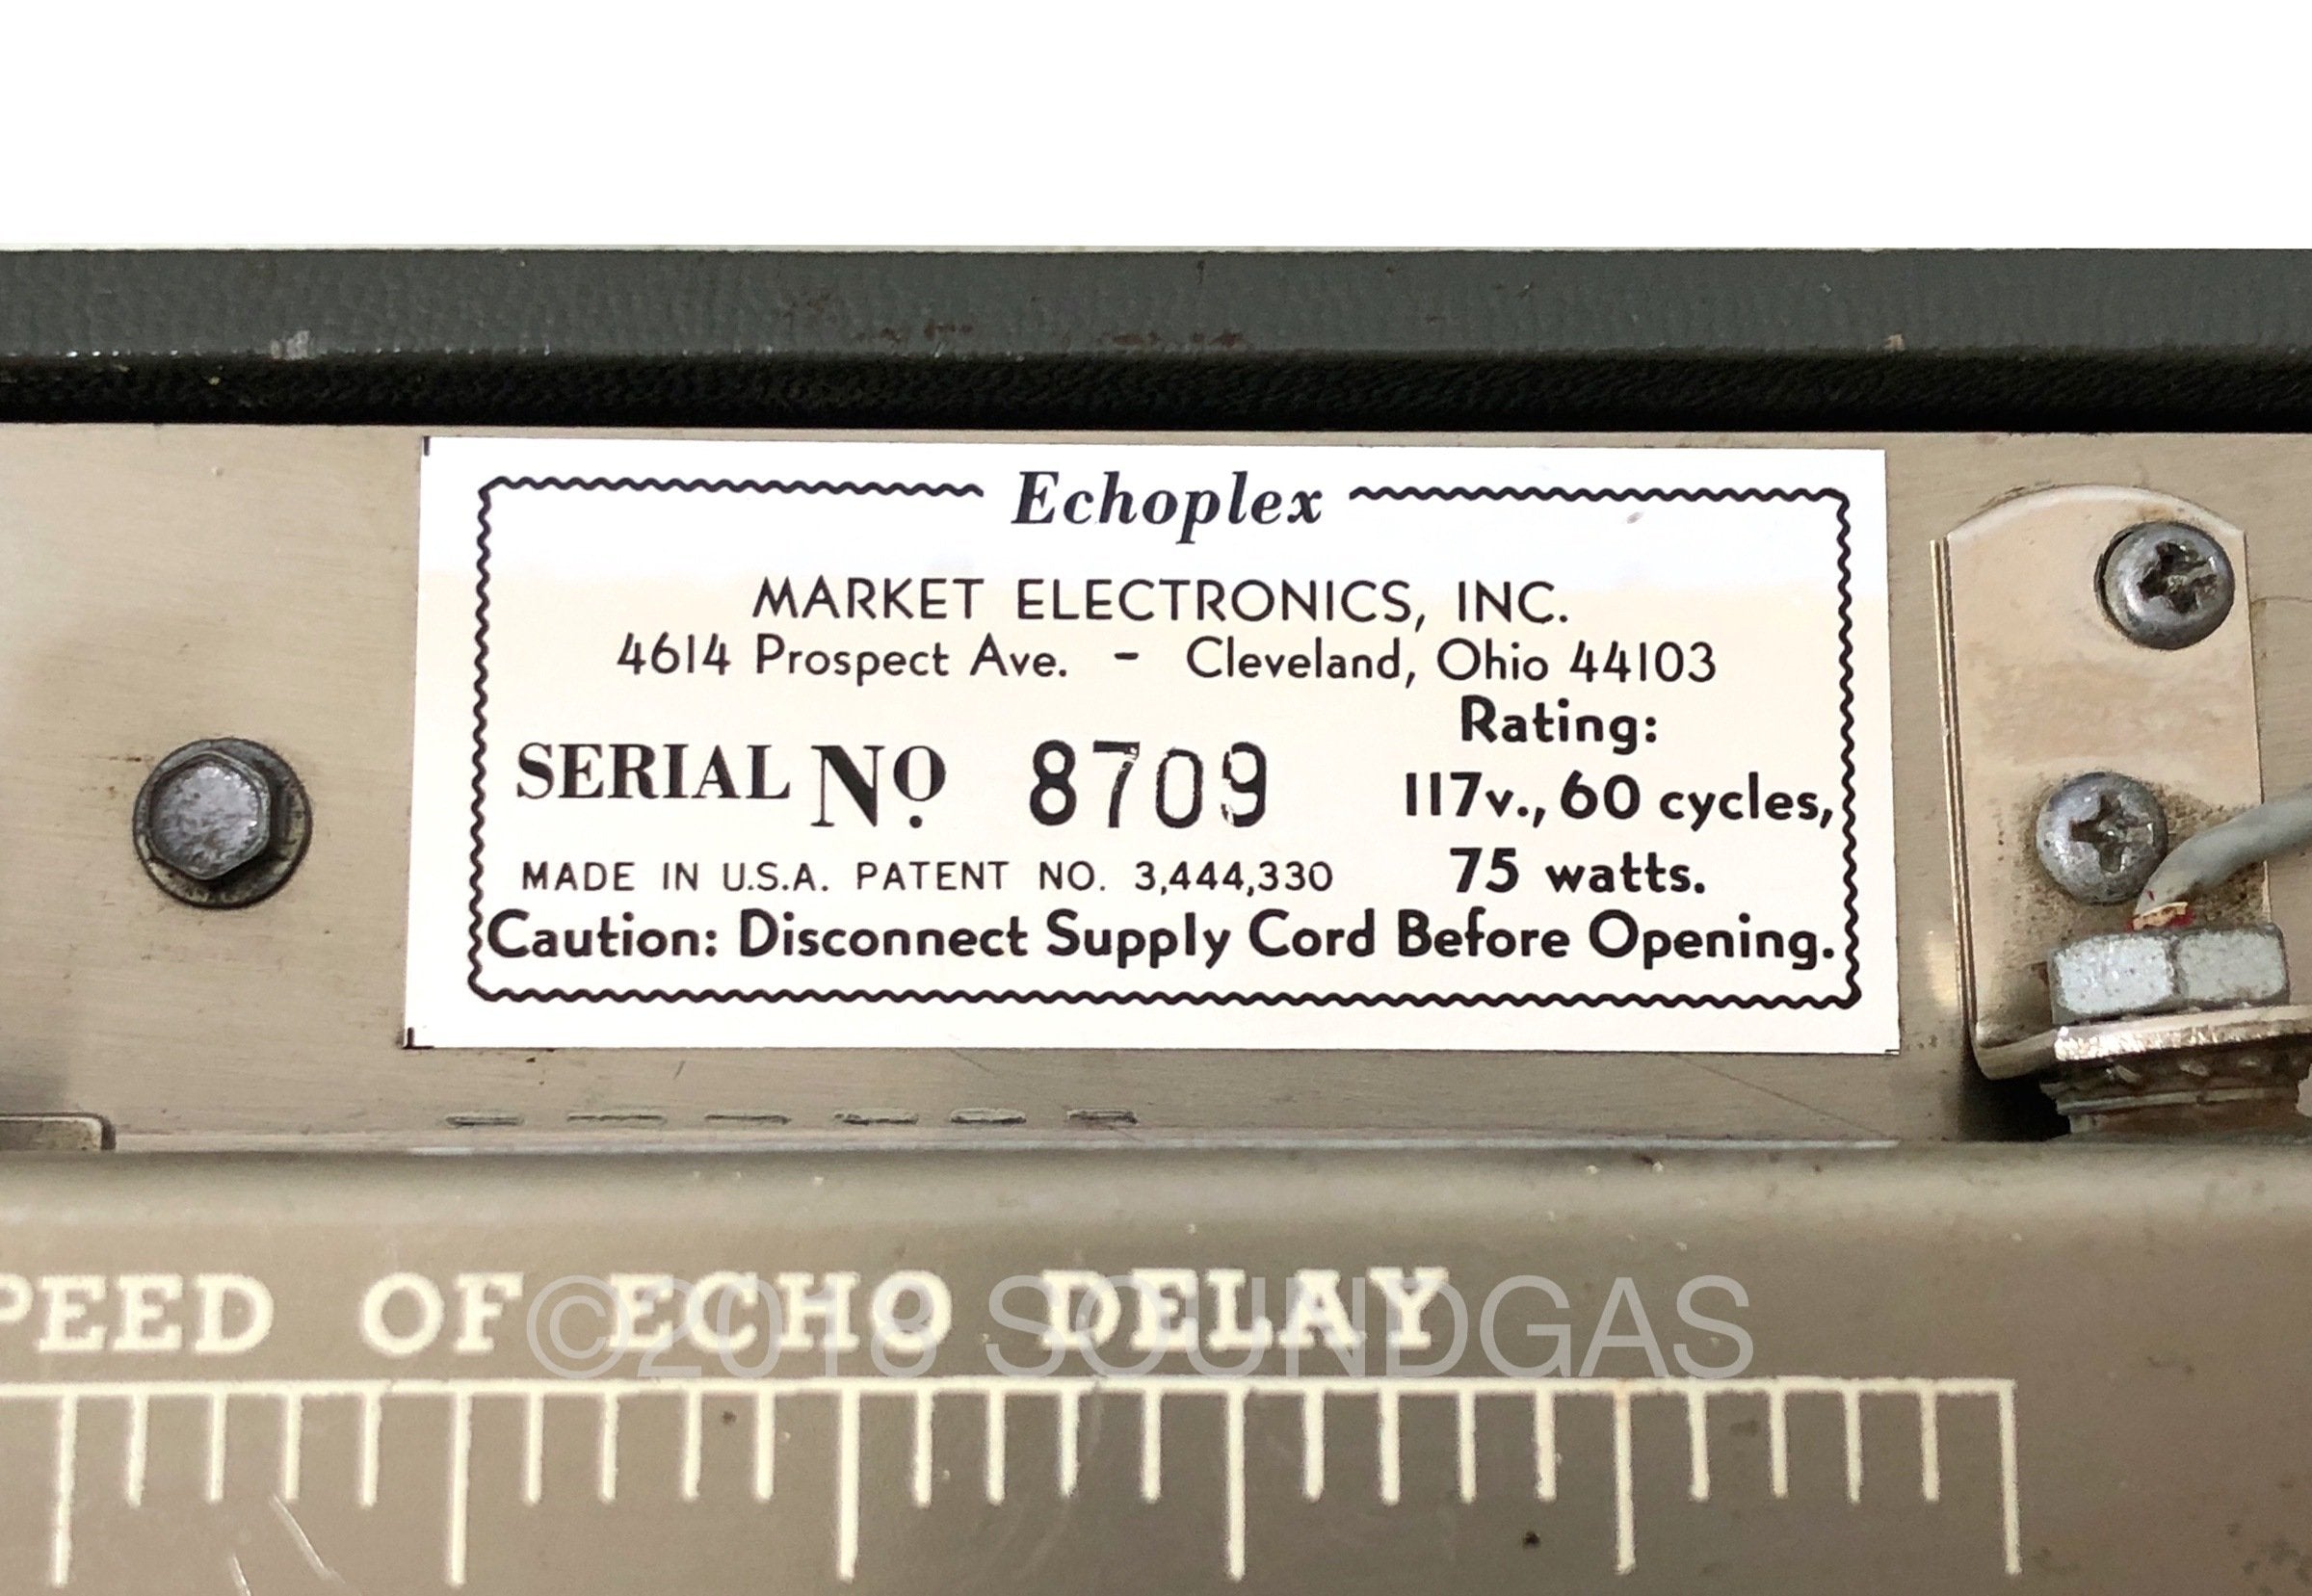 Echoplex
MARKET ELECTRONICS, INC.
4614 Prospect Ave. - Cleveland, Ohio 44103
Rating:
SERIAL No. 8709
117v., 60 cycles,
MADE IN U.S.A. PATENT NO. 3,444,330
75 watts.
Caution: Disconnect Supply Cord Before Opening.
PEED OF ECHO DELAY
©2018 SOUNDGAS